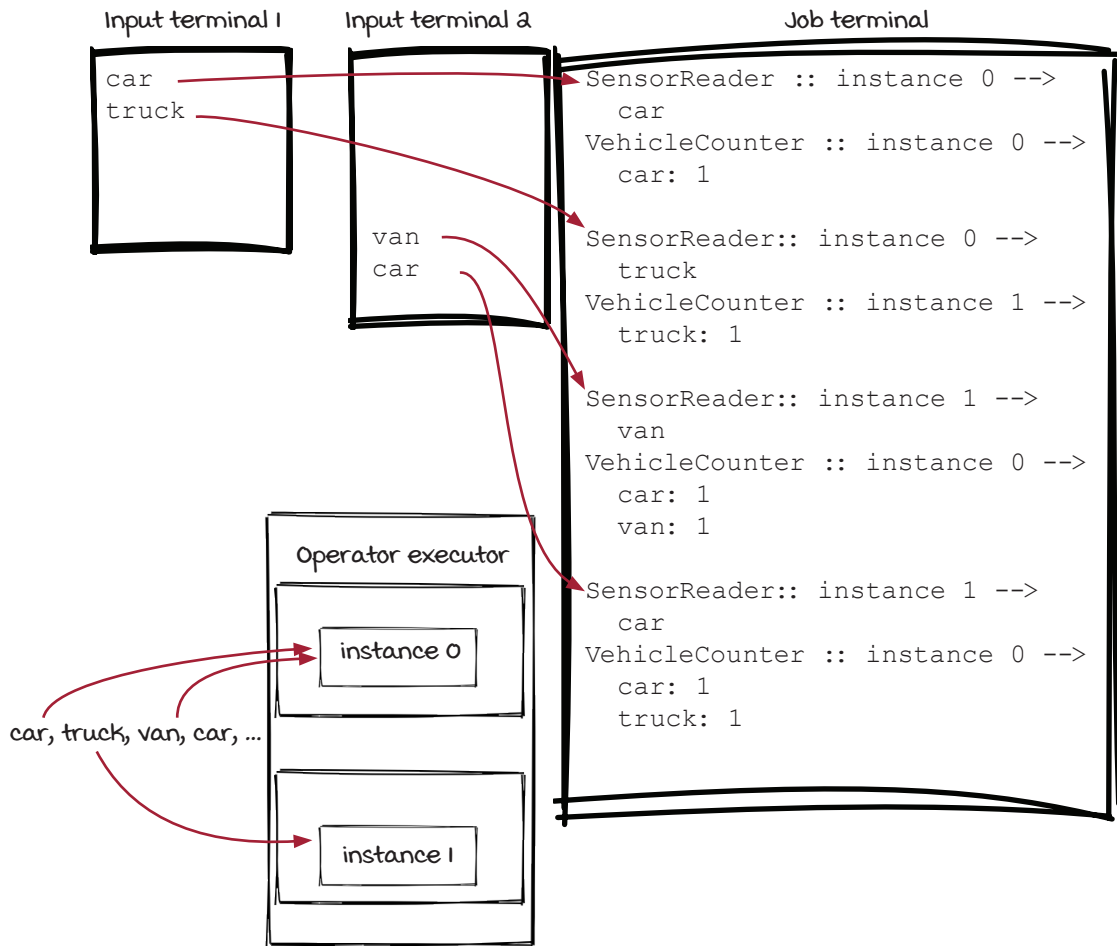 Input terminal 1
car
truck
Input terminal 2
van
car
Job terminal
SensorReader :: instance 0 -->
car
VehicleCounter :: instance 0 -->
car: 1
SensorReader:: instance 0 -->
truck
VehicleCounter :: instance 1 -->
truck: 1
SensorReader:: instance 1 -->
van
VehicleCounter :: instance 0 -->
car: 1
van: 1
SensorReader:: instance 1 -->
car
VehicleCounter :: instance 0 -->
car: 1
truck: 1
Operator executor
instance 0
car, truck, van, car, ...
instance 1